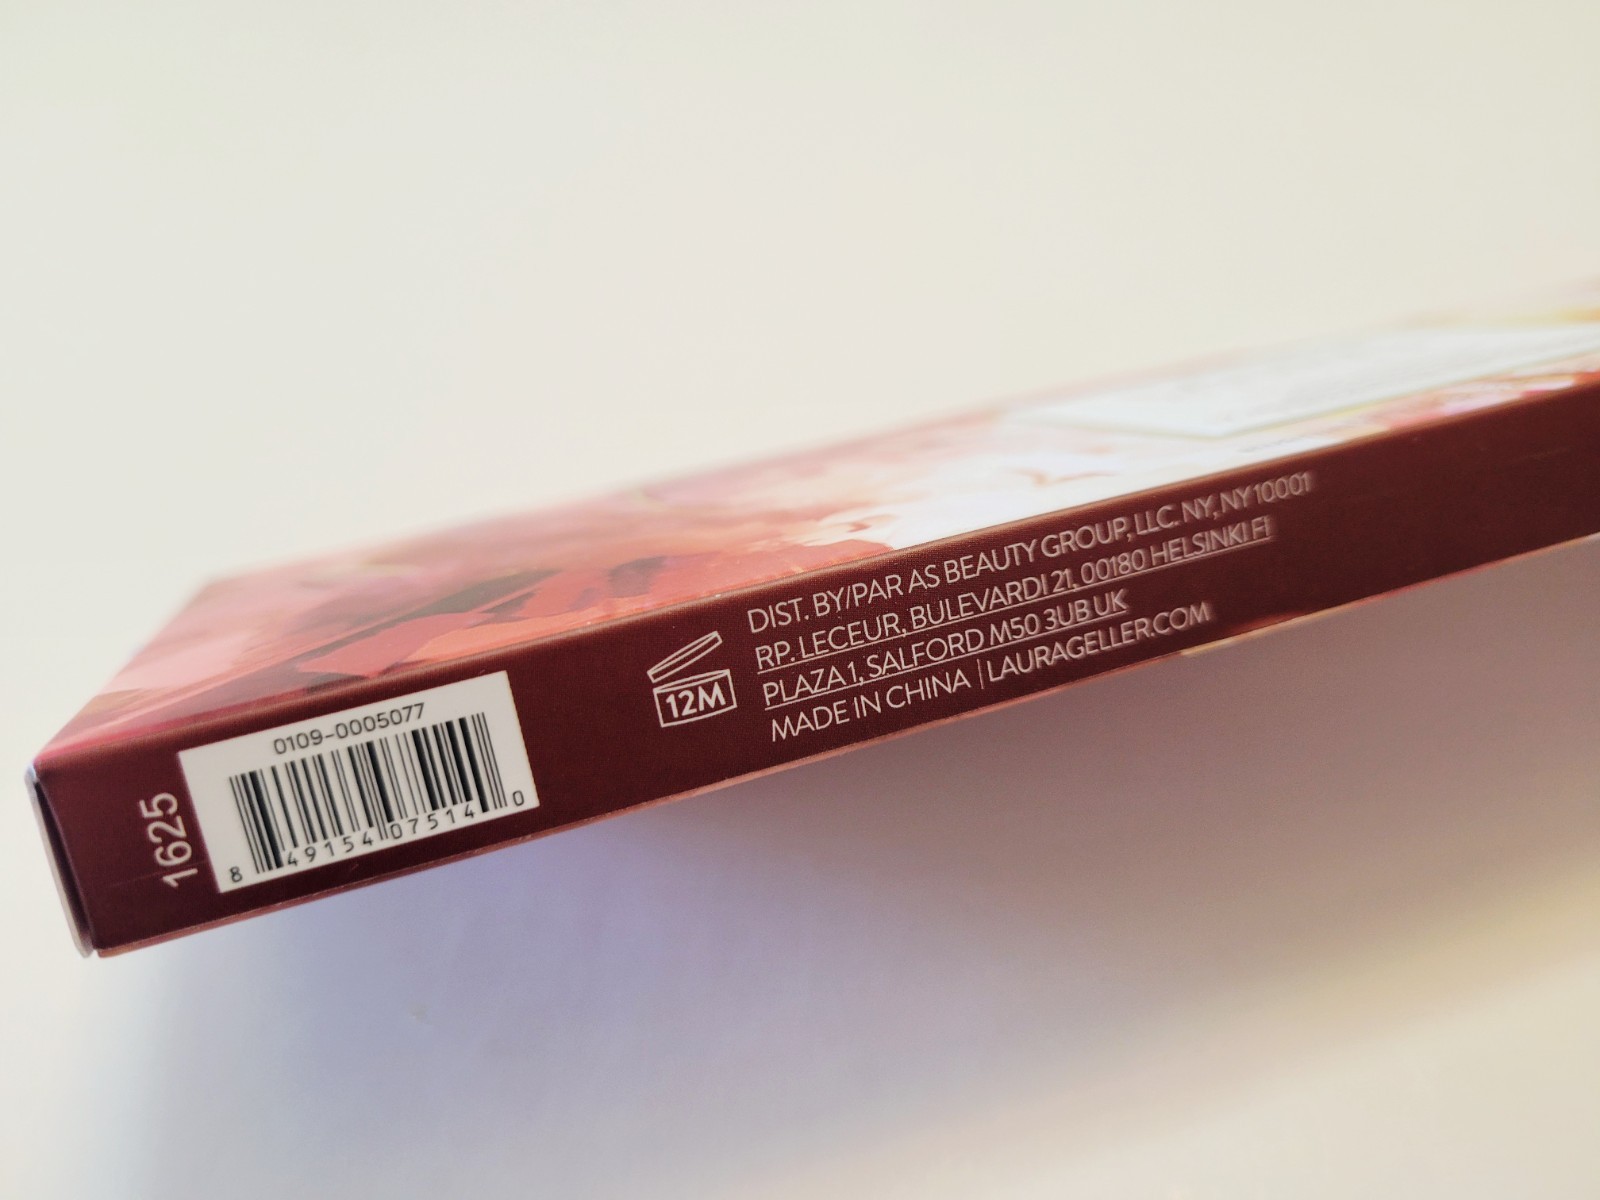 1625
0109-0005077
8 49154 07514 0
12M
DIST. BY/PAR AS BEAUTY GROUP, LLC. NY, NY 10001
RP. LECEUR, BULEVARDI 21, 00180 HELSINKI FI
PLAZA 1, SALFORD M50 3UB UK
MADE IN CHINA | LAURAGELLER.COM